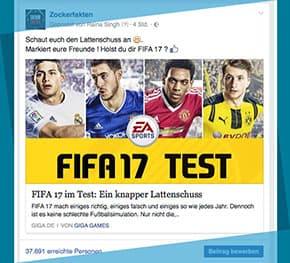 Zockerfakten
Gepostet von Raina Singh [?] · 4 Std. ·
Schaut euch den Lattenschuss an
Markiert eure Freunde ! Holst du dir FIFA 17 ?
EA
SPORTS
FIFA 17 TEST
FIFA 17 im Test: Ein knapper Lattenschuss
FIFA 17 mach einiges richtig, einiges falsch und einiges so wie jedes Jahr. Dennoch
ist es keine schlechte Fußballsimulation. Nur nicht die,...
GIGA.DE | VON GIGA GAMES
37.891 erreichte Personen
Beitrag bewerben